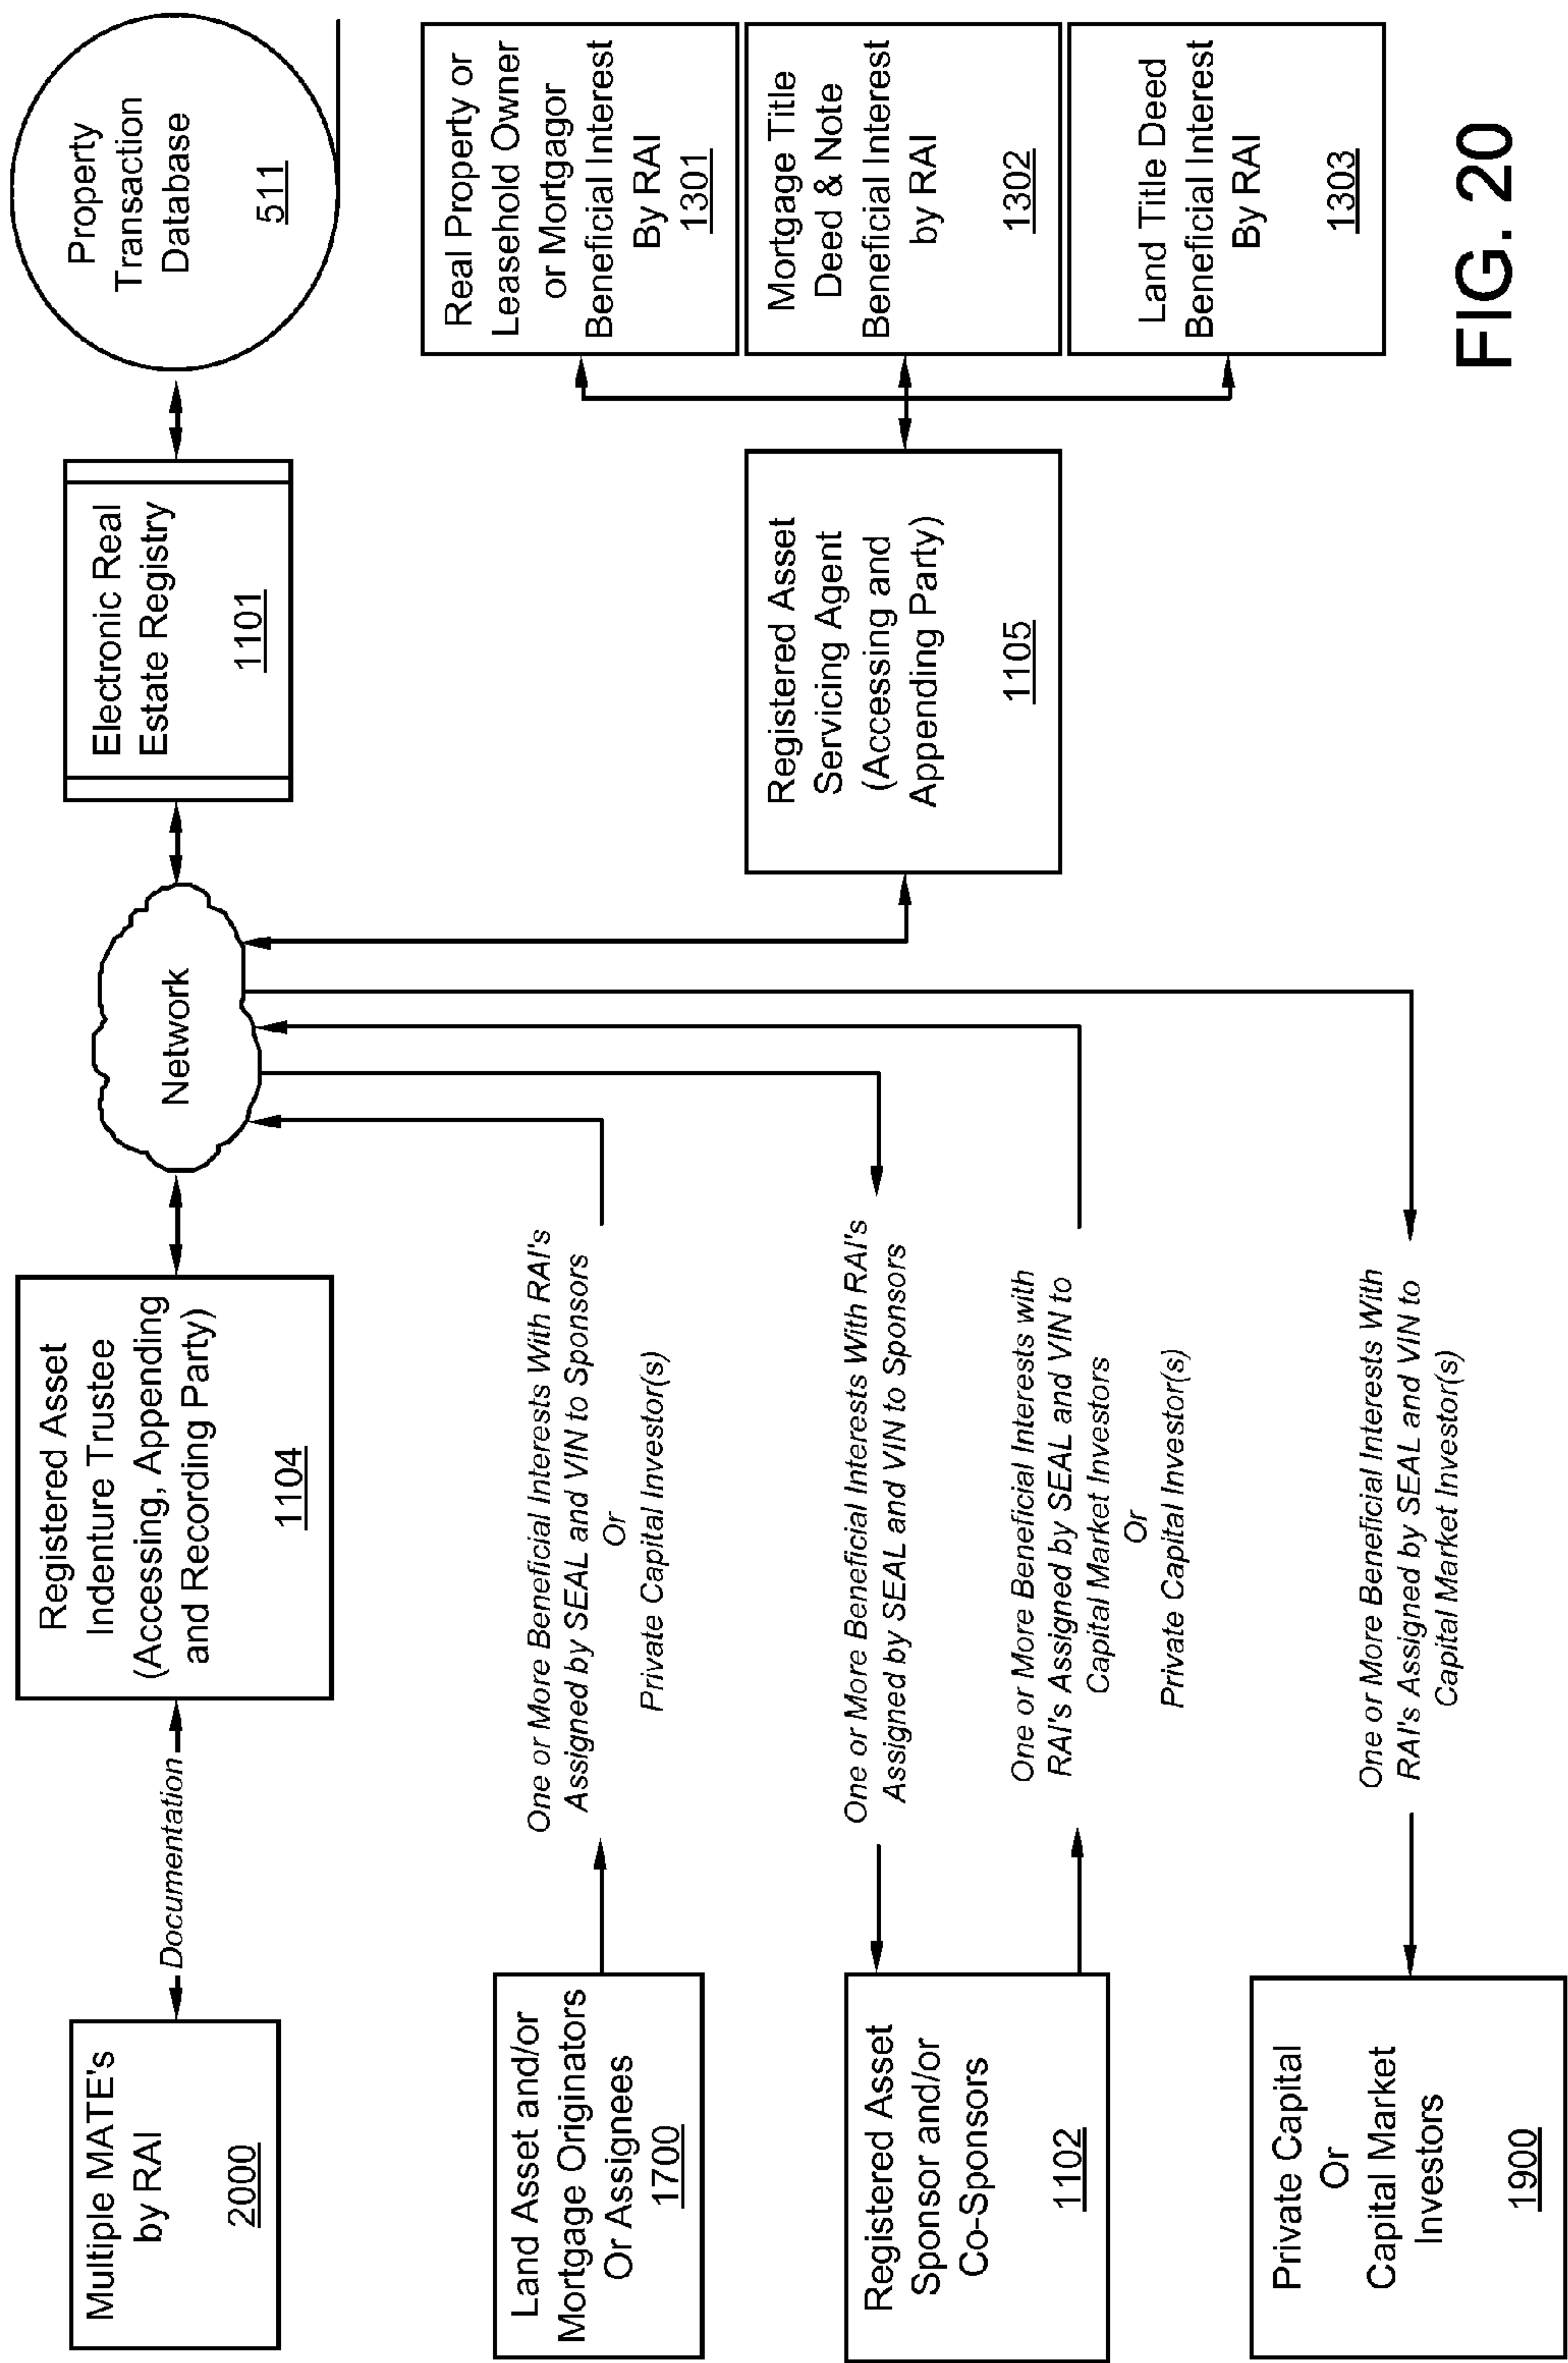 Multiple MATE's
by RAI
2000
Documentation
Registered Asset
Indenture Trustee
(Accessing, Appending
and Recording Party)
1104
Network
Electronic Real
Estate Registry
1101
Property
Transaction
Database
511
Land Asset and/or
Mortgage Originators
Or Assignees
1700
One or More Beneficial Interests With RAI's
Assigned by SEAL and VIN to Sponsors
Or
Private Capital Investor(s)
Registered Asset
Sponsor and/or
Co-Sponsors
1102
One or More Beneficial Interests With RAI's
Assigned by SEAL and VIN to Sponsors
One or More Beneficial Interests with
RAI's Assigned by SEAL and VIN to
Capital Market Investors
Or
Private Capital Investor(s)
Private Capital
Or
Capital Market
Investors
1900
One or More Beneficial Interests With
RAI's Assigned by SEAL and VIN to
Capital Market Investor(s)
Registered Asset
Servicing Agent
(Accessing and
Appending Party)
1105
Real Property or
Leasehold Owner
or Mortgagor
Beneficial Interest
By RAI
1301
Mortgage Title
Deed & Note
Beneficial Interest
by RAI
1302
Land Title Deed
Beneficial Interest
By RAI
1303
FIG. 20